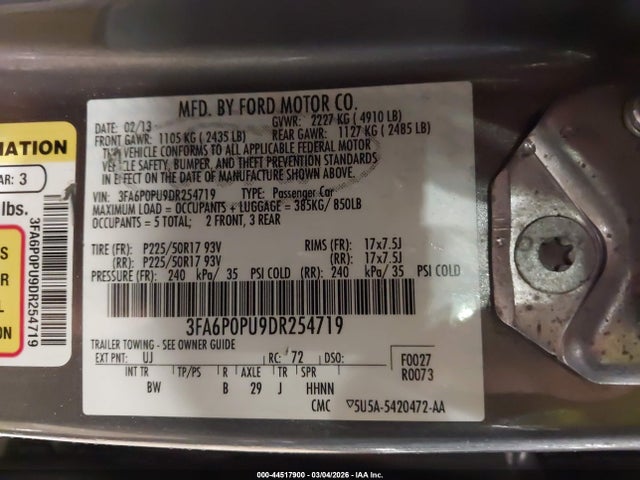 MFD. BY FORD MOTOR CO.
DATE: 02/13 GVWR: 2227 KG ( 4910 LB)
FRONT GAWR: 1105 KG ( 2435 LB) REAR GAWR: 1127 KG ( 2485 LB)
THIS VEHICLE CONFORMS TO ALL APPLICABLE FEDERAL MOTOR
VEHICLE SAFETY, BUMPER, AND THEFT PREVENTION STANDARDS
IN EFFECT ON THE DATE OF MANUFACTURE SHOWN ABOVE.
VIN: 3FA6P0PU9DR254719 TYPE: Passenger Car
MAXIMUM LOAD = OCCUPANTS + LUGGAGE = 385KG/ 850LB
OCCUPANTS = 5 TOTAL; 2 FRONT, 3 REAR
TIRE (FR): P225/50R17 93V RIMS (FR): 17x7.5J
(RR): P225/50R17 93V (RR): 17x7.5J
PRESSURE (FR): 240 kPa/ 35 PSI COLD (RR): 240 kPa/ 35 PSI COLD
3FA6P0PU9DR254719
TRAILER TOWING - SEE OWNER GUIDE
EXT PNT: UJ RC: 72 DSO:
F0027
R0073
INT TR TP/PS R AXLE TR SPR
BW B 29 J HHNN
CMC ▽5U5A-5420472-AA
MATION
AR: 3
lbs.
S
R
L
ION
3FA6P0PU9DR254719
000-44517900 - 03/04/2026 - IAA Inc.